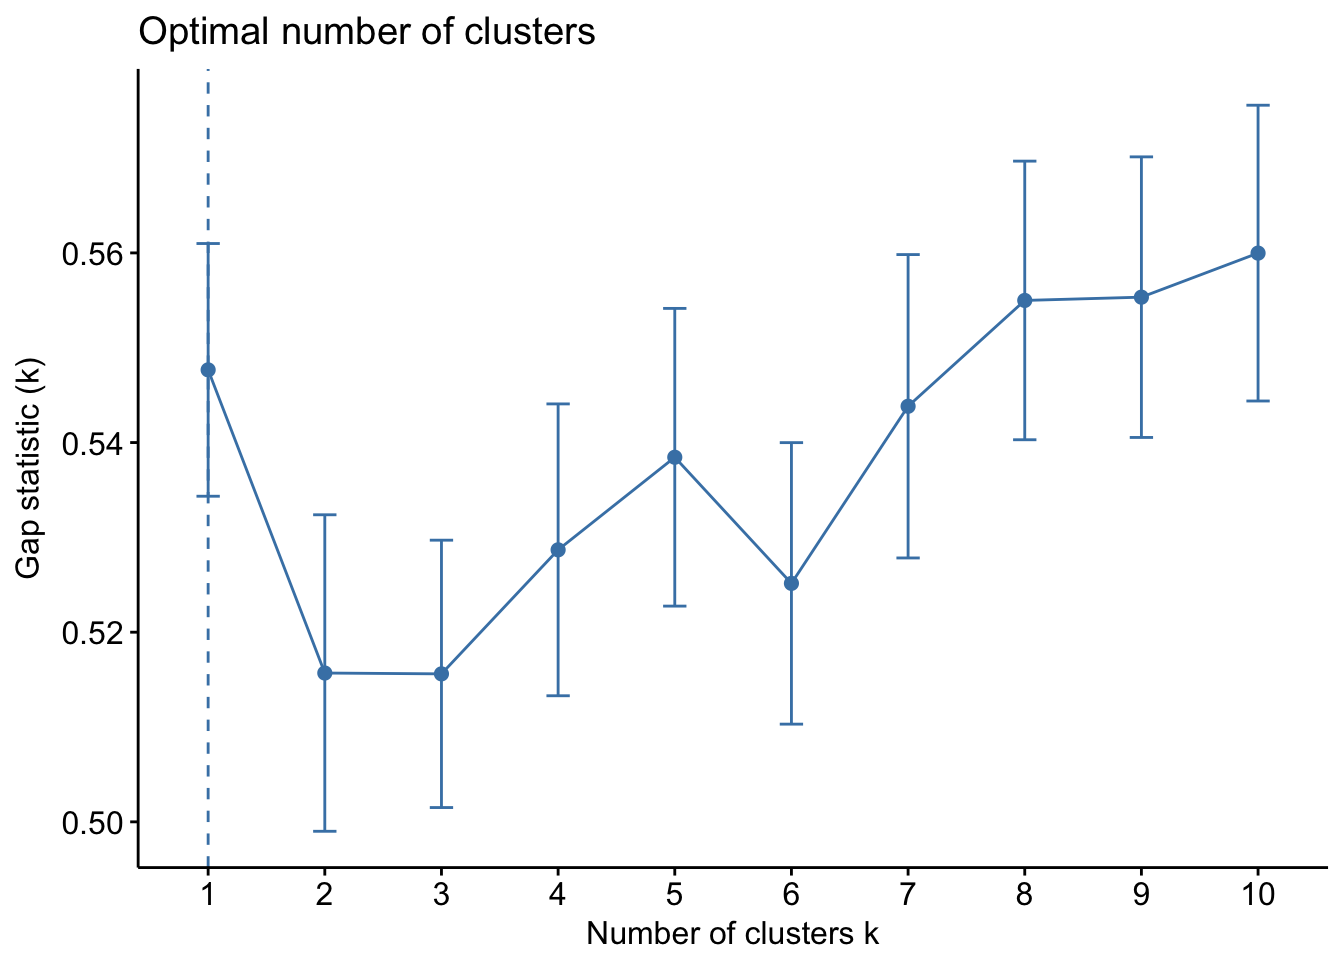 Optimal number of clusters
Gap statistic (k)
0.56
0.54
0.52
0.50
1 2 3 4 5 6 7 8 9 10
Number of clusters k